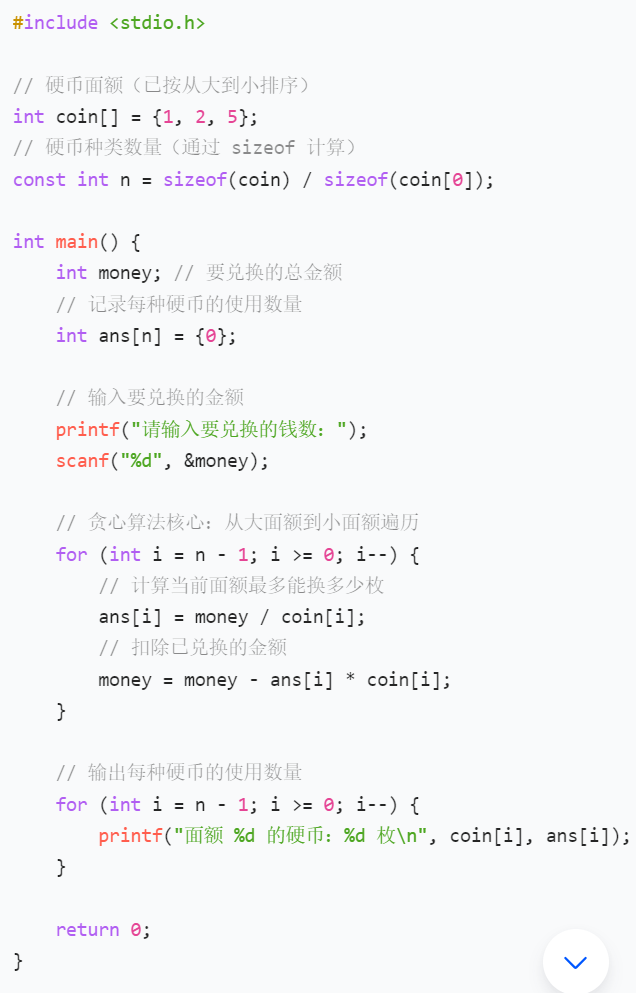 #include <stdio.h>
// 硬币面额（已按从大到小排序）
int coin[] = {1, 2, 5};
// 硬币种类数量（通过 sizeof 计算）
const int n = sizeof(coin) / sizeof(coin[0]);
int main() {
    int money; // 要兑换的总金额
    // 记录每种硬币的使用数量
    int ans[n] = {0};
    // 输入要兑换的金额
    printf("请输入要兑换的钱数：");
    scanf("%d", &money);
    // 贪心算法核心：从大面额到小面额遍历
    for (int i = n - 1; i >= 0; i--) {
        // 计算当前面额最多能换多少枚
        ans[i] = money / coin[i];
        // 扣除已兑换的金额
        money = money - ans[i] * coin[i];
    }
    // 输出每种硬币的使用数量
    for (int i = n - 1; i >= 0; i--) {
        printf("面额 %d 的硬币：%d 枚\n", coin[i], ans[i]);
    }
    return 0;
}